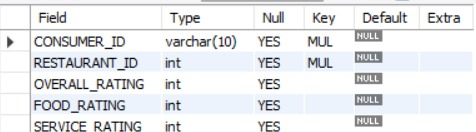 Field Type Null Key Default Extra
CONSUMER_ID varchar(10) YES MUL NULL
RESTAURANT_ID int YES MUL NULL
OVERALL_RATING int YES NULL
FOOD_RATING int YES NULL
SERVICE_RATING int YES NULL